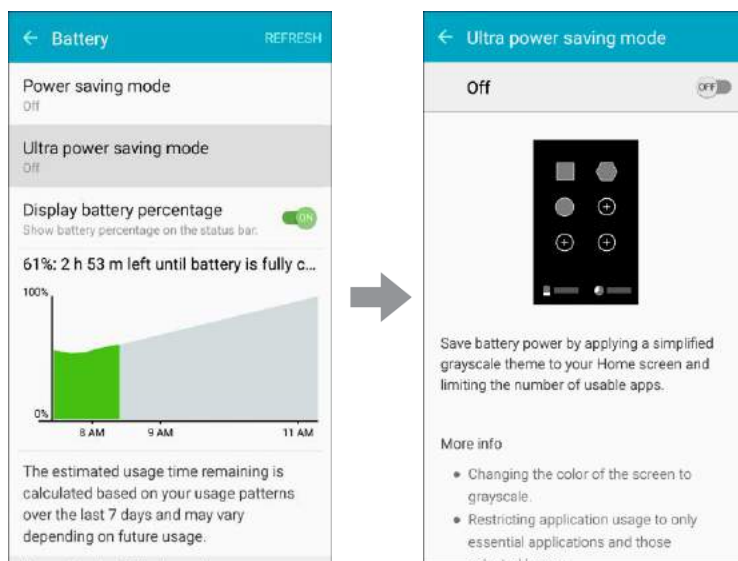 Battery
REFRESH
Power saving mode
Off
Ultra power saving mode
Off
Display battery percentage
Show battery percentage on the status bar.
ON
61%: 2 h 53 m left until battery is fully c...
100%
0%
8 AM
9 AM
11 AM
The estimated usage time remaining is
calculated based on your usage patterns
over the last 7 days and may vary
depending on future usage.
Ultra power saving mode
Off
OFF
Save battery power by applying a simplified
grayscale theme to your Home screen and
limiting the number of usable apps.
More info
• Changing the color of the screen to
grayscale.
• Restricting application usage to only
essential applications and those